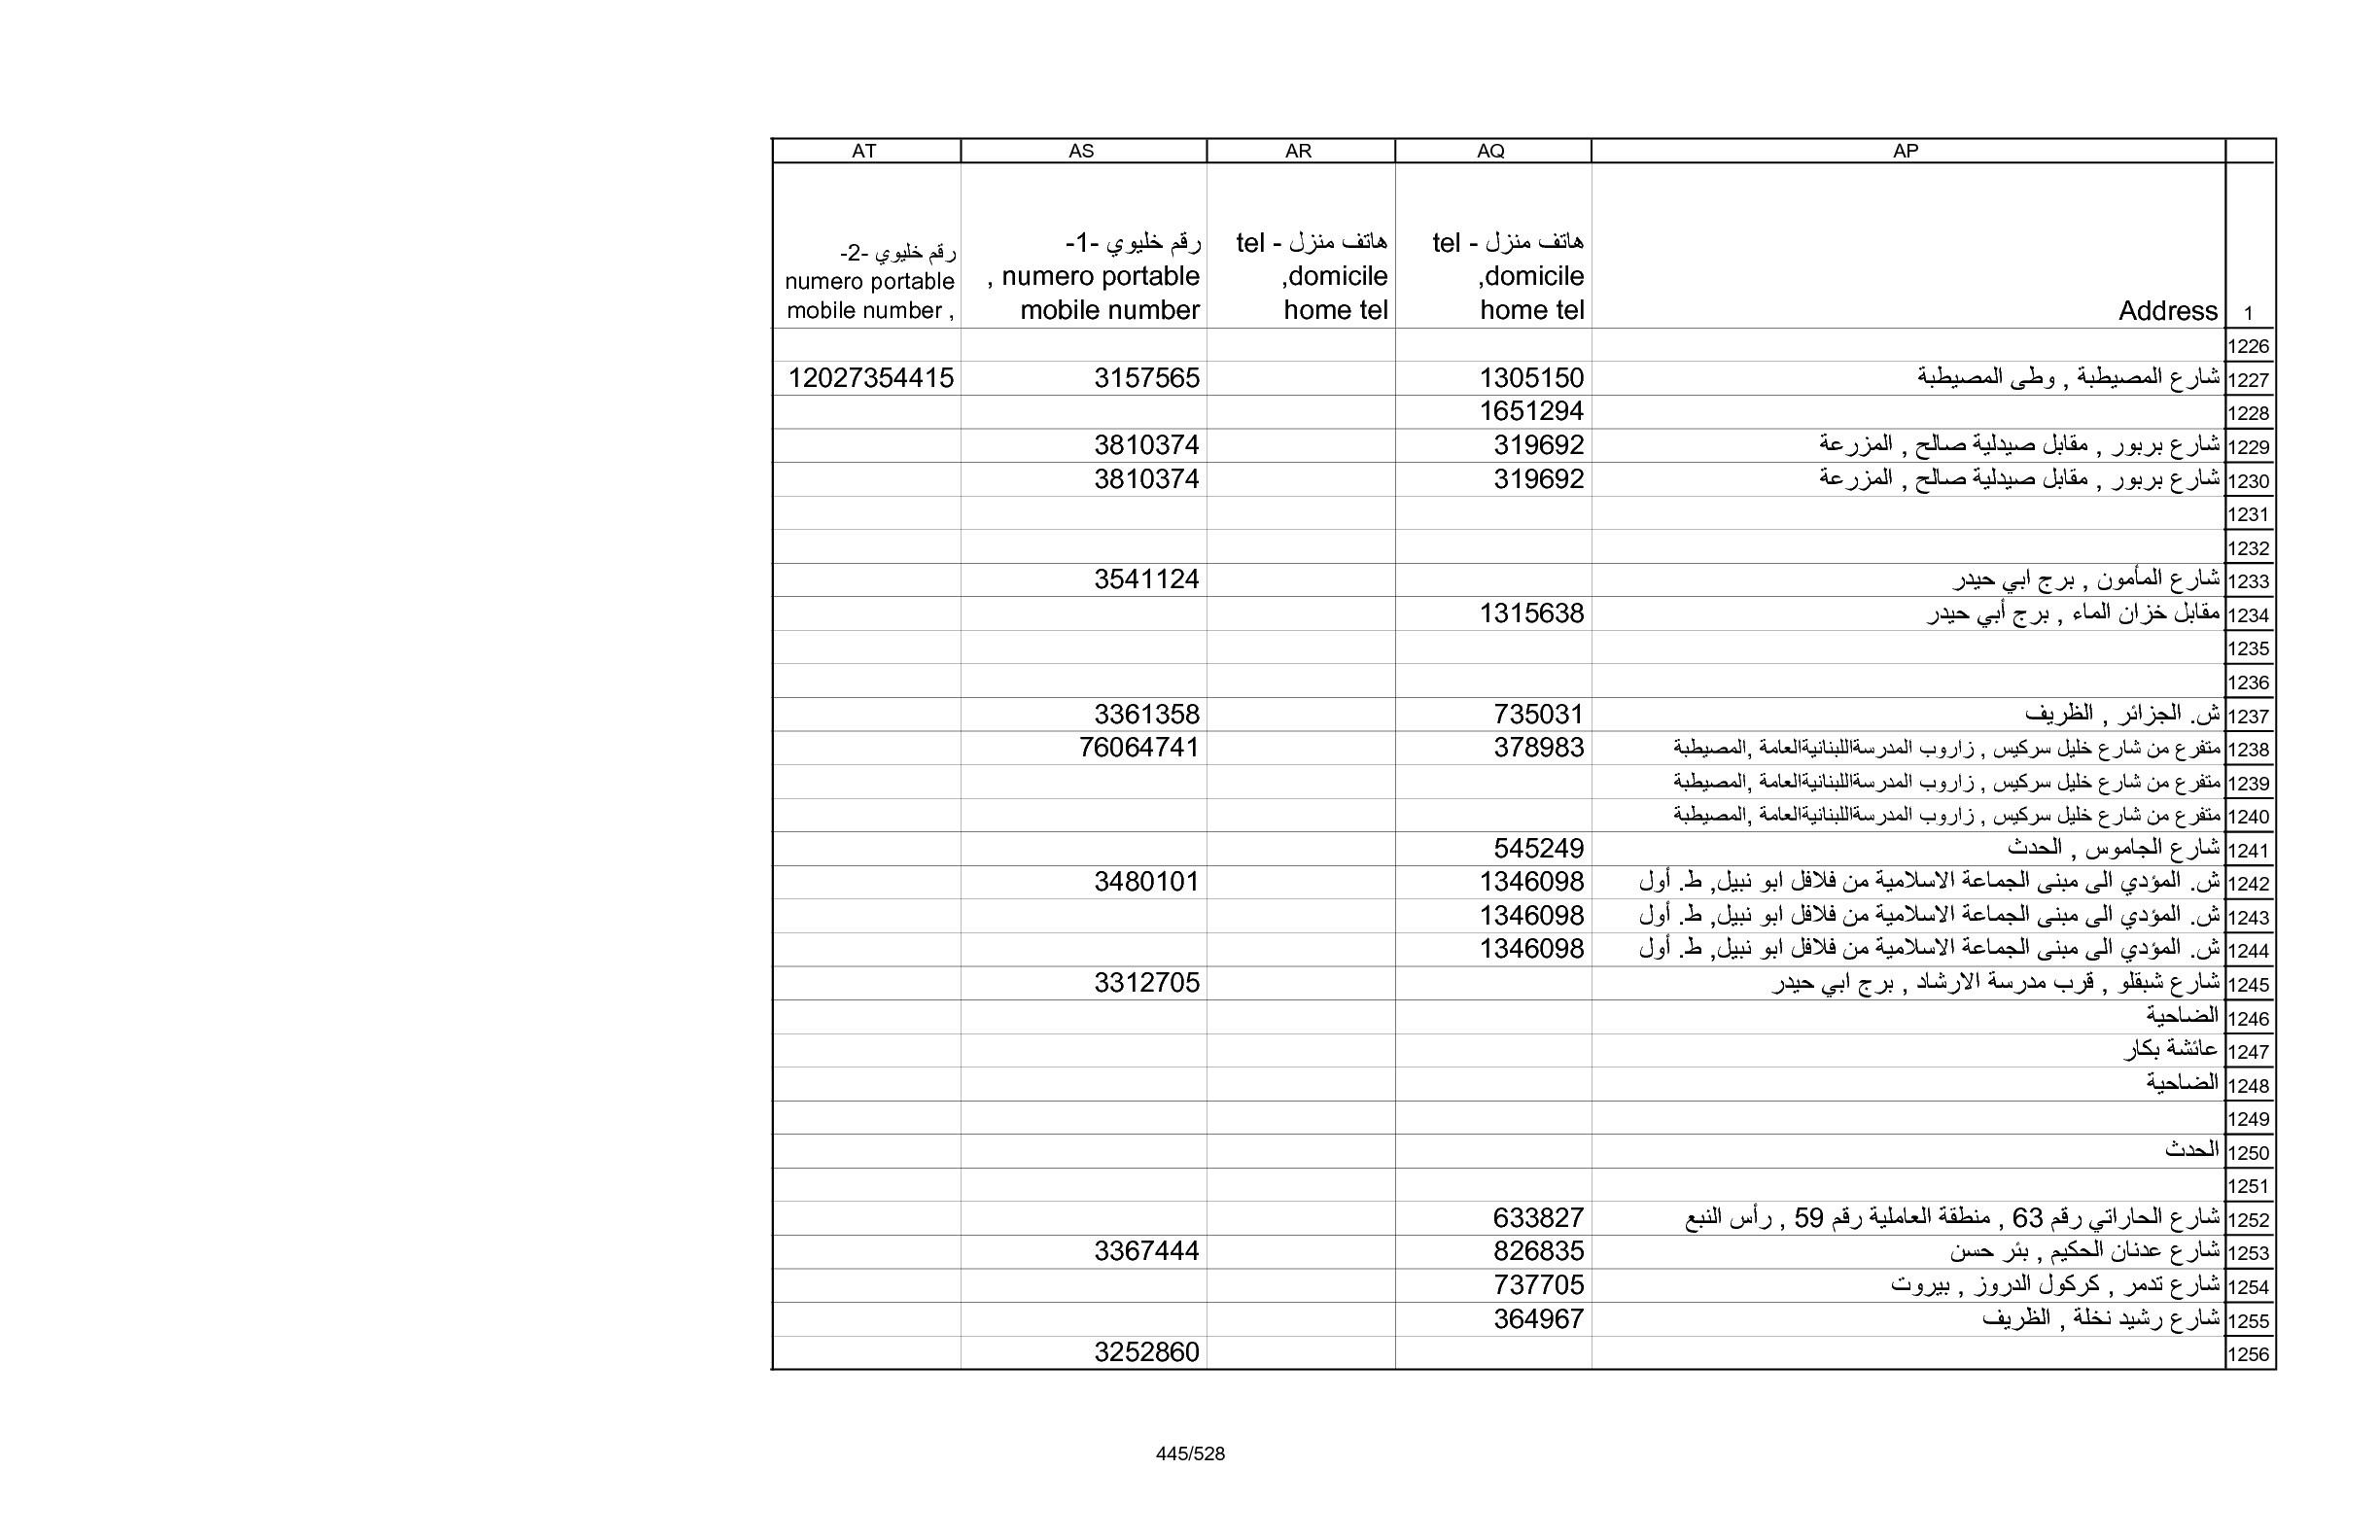 AP AQ AR AS AT
1 Address هاتف منزل - tel domicile, home tel هاتف منزل - tel domicile, home tel رقم خليوي -1- numero portable , mobile number رقم خليوي -2- numero portable mobile number ,
1226
1227 شارع المصيطبة , وطى المصيطبة 1305150 3157565 12027354415
1228 1651294
1229 شارع بربور , مقابل صيدلية صالح , المزرعة 319692 3810374
1230 شارع بربور , مقابل صيدلية صالح , المزرعة 319692 3810374
1231
1232
1233 شارع المأمون , برج ابي حيدر 3541124
1234 مقابل خزان الماء , برج أبي حيدر 1315638
1235
1236
1237 ش. الجزائر , الظريف 735031 3361358
1238 متفرع من شارع خليل سركيس , زاروب المدرسةاللبنانيةالعامة ,المصيطبة 378983 76064741
1239 متفرع من شارع خليل سركيس , زاروب المدرسةاللبنانيةالعامة ,المصيطبة
1240 متفرع من شارع خليل سركيس , زاروب المدرسةاللبنانيةالعامة ,المصيطبة
1241 شارع الجاموس , الحدث 545249
1242 ش. المؤدي الى مبنى الجماعة الاسلامية من فلافل ابو نبيل, ط. أول 1346098 3480101
1243 ش. المؤدي الى مبنى الجماعة الاسلامية من فلافل ابو نبيل, ط. أول 1346098
1244 ش. المؤدي الى مبنى الجماعة الاسلامية من فلافل ابو نبيل, ط. أول 1346098
1245 شارع شبقلو , قرب مدرسة الارشاد , برج ابي حيدر 3312705
1246 الضاحية
1247 عائشة بكار
1248 الضاحية
1249
1250 الحدث
1251
1252 شارع الحاراتي رقم 63 , منطقة العاملية رقم 59 , رأس النبع 633827
1253 شارع عدنان الحكيم , بئر حسن 826835 3367444
1254 شارع تدمر , كركول الدروز , بيروت 737705
1255 شارع رشيد نخلة , الظريف 364967
1256 3252860
445/528